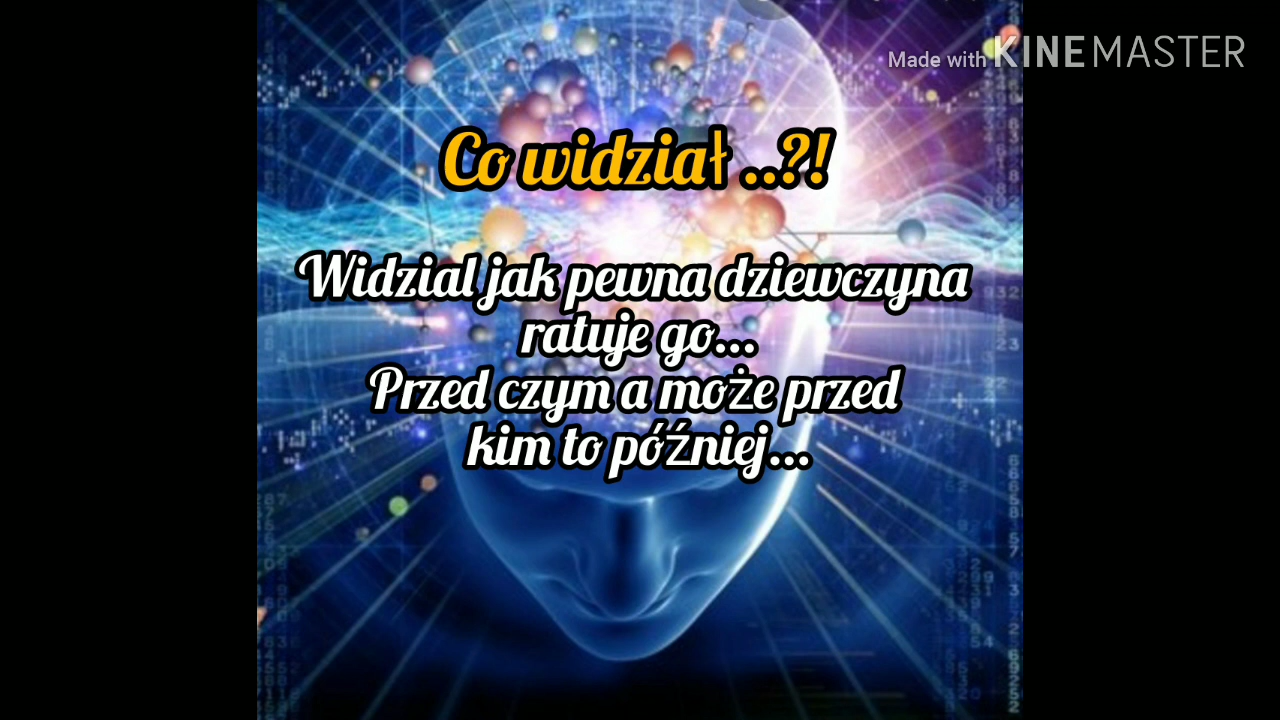 Made with KINEMASTER
Co widział ..?!
Widzial jak pewna dziewczyna
ratuje go...
Przed czym a może przed
kim to później...